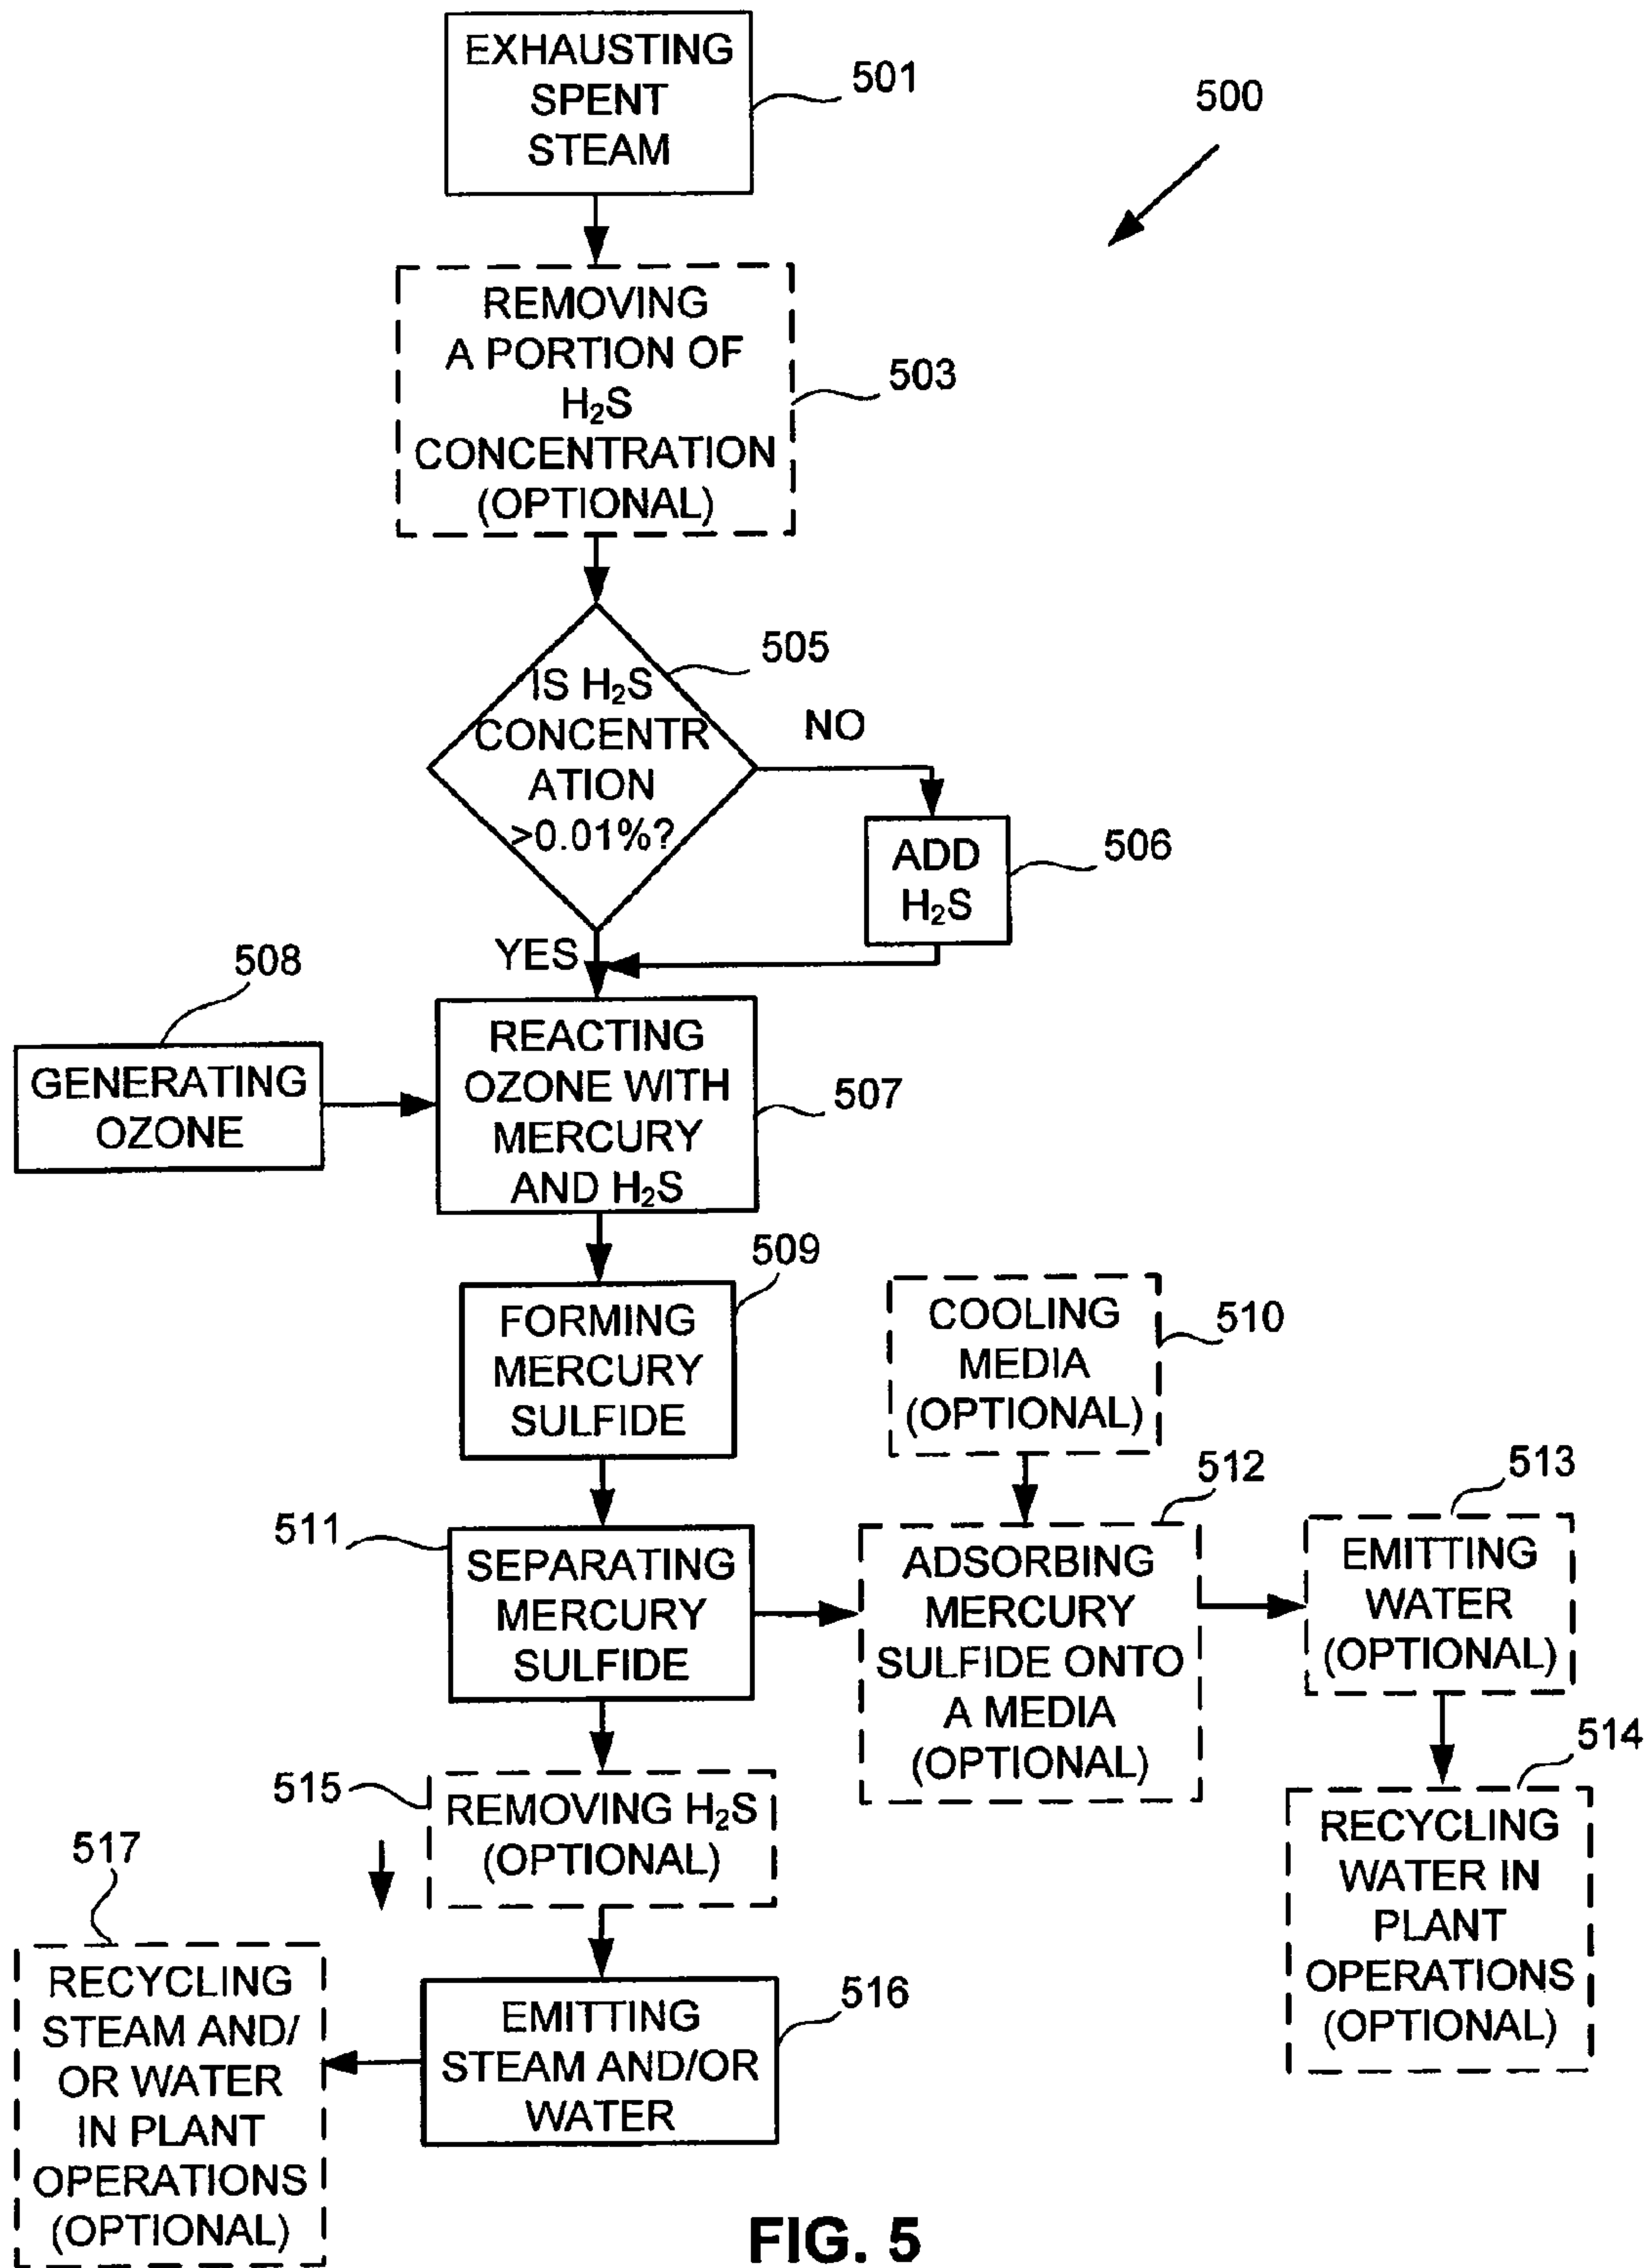 EXHAUSTING
SPENT
STEAM
501
500
REMOVING
A PORTION OF
H₂S
CONCENTRATION
(OPTIONAL)
503
IS H₂S
CONCENTR
ATION
>0.01%?
505
NO
ADD
H₂S
506
YES
508
GENERATING
OZONE
REACTING
OZONE WITH
MERCURY
AND H₂S
507
509
FORMING
MERCURY
SULFIDE
COOLING
MEDIA
(OPTIONAL)
510
511
SEPARATING
MERCURY
SULFIDE
512
ADSORBING
MERCURY
SULFIDE ONTO
A MEDIA
(OPTIONAL)
513
EMITTING
WATER
(OPTIONAL)
514
RECYCLING
WATER IN
PLANT
OPERATIONS
(OPTIONAL)
515
REMOVING H₂S
(OPTIONAL)
517
RECYCLING
STEAM AND/
OR WATER
IN PLANT
OPERATIONS
(OPTIONAL)
EMITTING
STEAM AND/OR
WATER
516
FIG. 5